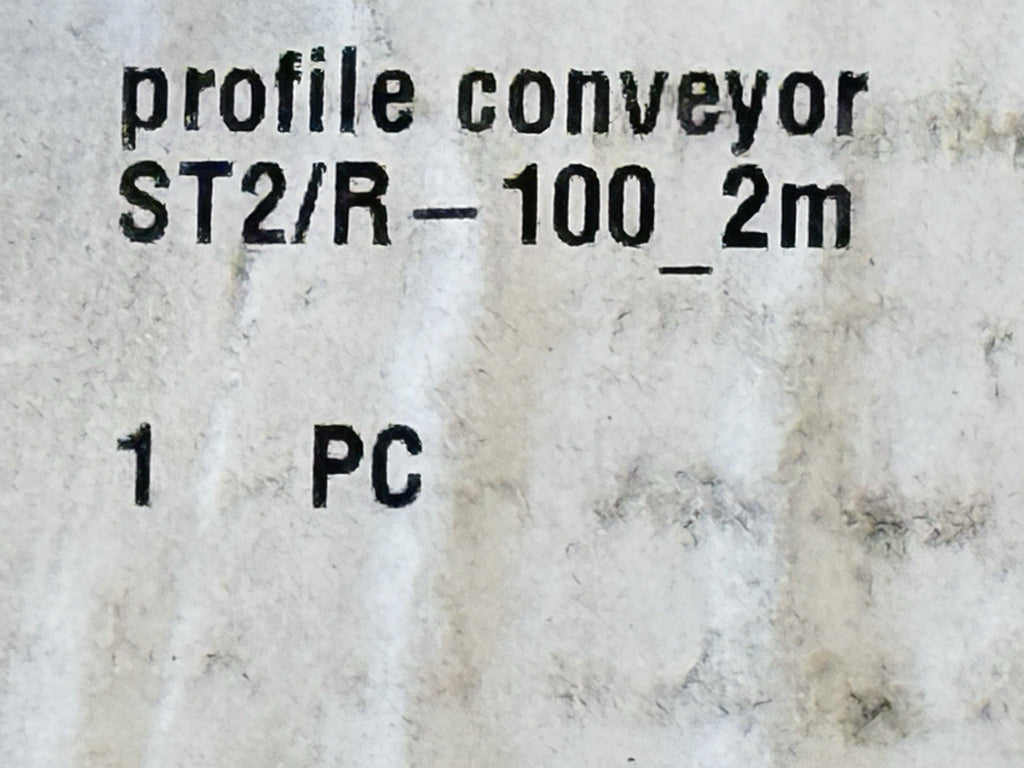 profile conveyor
ST2/R – 100_2m
1 PC